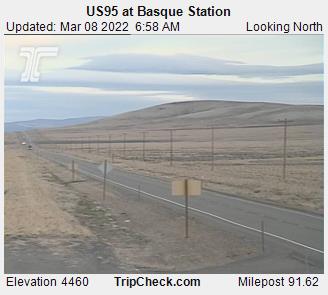 US95 at Basque Station
Updated: Mar 08 2022 6:58 AM Looking North
Elevation 4460 TripCheck.com Milepost 91.62